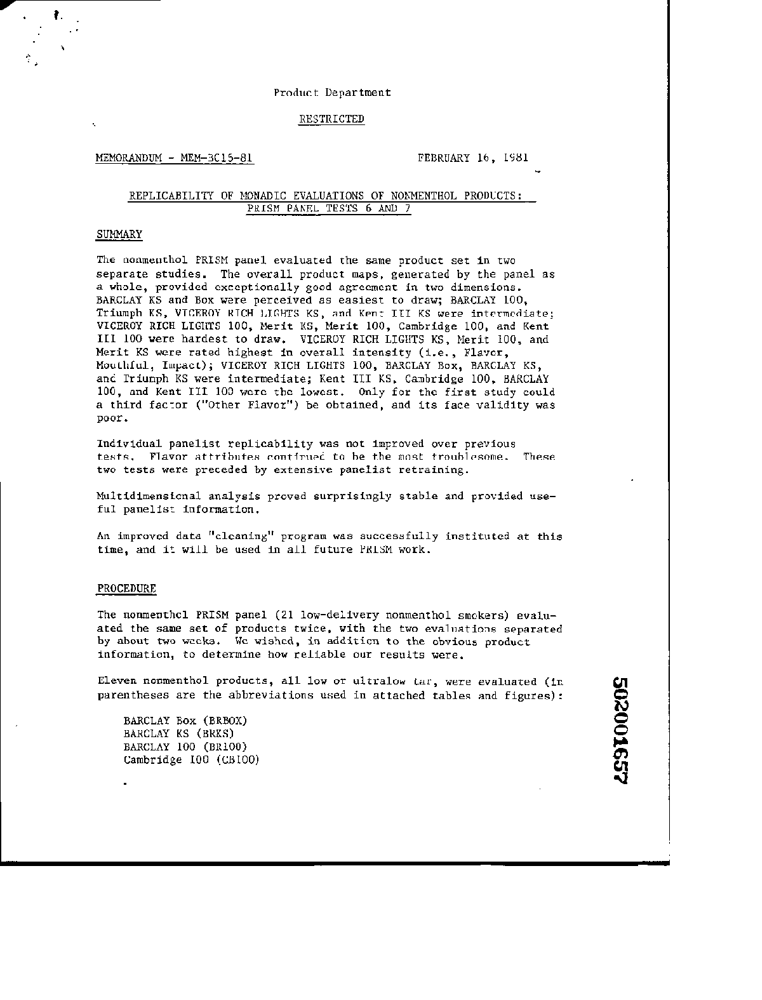 Product Department
RESTRICTED
MEMORANDUM - MEM-3C15-81 FEBRUARY 16, 1981
REPLICABILITY OF MONADIC EVALUATIONS OF NONMENTHOL PRODUCTS:
PRISM PANEL TESTS 6 AND 7
SUMMARY
The nonmenthol PRISM panel evaluated the same product set in two
separate studies. The overall product maps, generated by the panel as
a whole, provided exceptionally good agreement in two dimensions.
BARCLAY KS and Box were perceived as easiest to draw; BARCLAY 100,
Triumph KS, VICEROY RICH LIGHTS KS, and Kent III KS were intermediate;
VICEROY RICH LIGHTS 100, Merit KS, Merit 100, Cambridge 100, and Kent
III 100 were hardest to draw. VICEROY RICH LIGHTS KS, Merit 100, and
Merit KS were rated highest in overall intensity (i.e., Flavor,
Mouthful, Impact); VICEROY RICH LIGHTS 100, BARCLAY Box, BARCLAY KS,
and Triumph KS were intermediate; Kent III KS, Cambridge 100, BARCLAY
100, and Kent III 100 were the lowest. Only for the first study could
a third factor ("Other Flavor") be obtained, and its face validity was
poor.
Individual panelist replicability was not improved over previous
tests. Flavor attributes continued to be the most troublesome. These
two tests were preceded by extensive panelist retraining.
Multidimensional analysis proved surprisingly stable and provided use-
ful panelist information.
An improved data "cleaning" program was successfully instituted at this
time, and it will be used in all future PRISM work.
PROCEDURE
The nonmenthol PRISM panel (21 low-delivery nonmenthol smokers) evalu-
ated the same set of products twice, with the two evaluations separated
by about two weeks. We wished, in addition to the obvious product
information, to determine how reliable our results were.
Eleven nonmenthol products, all low or ultralow tar, were evaluated (in
parentheses are the abbreviations used in attached tables and figures):
BARCLAY Box (BRBOX)
BARCLAY KS (BRKS)
BARCLAY 100 (BR100)
Cambridge 100 (CB100)
502001657